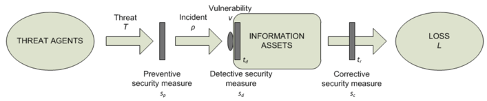 Vulnerability
v
Threat
T
Incident
p
THREAT AGENTS
INFORMATION
ASSETS
LOSS
L
t_d
t_r
Preventive
security measure
s_p
Detective security
measure
s_d
Corrective
security measure
s_c